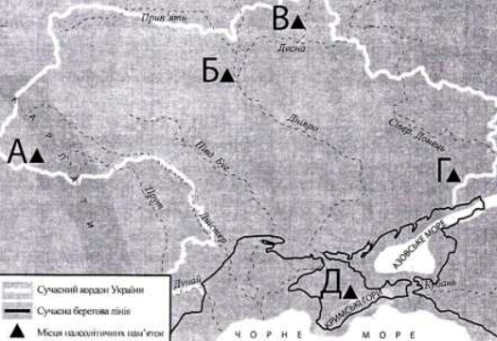 Прип'ять
В
Десна
Б
Дніпро
Сівер. Донець
КАРПАТИ
А
Півд. Буг
Г
Прут
Дністер
АЗОВСЬКЕ МОРЕ
Дунай
Кубань
Д
КРИМСЬКІ ГОРИ
Сучасний кордон України
Сучасна берегова лінія
Місця палеолітичних пам'яток
ЧОРНЕ МОРЕ